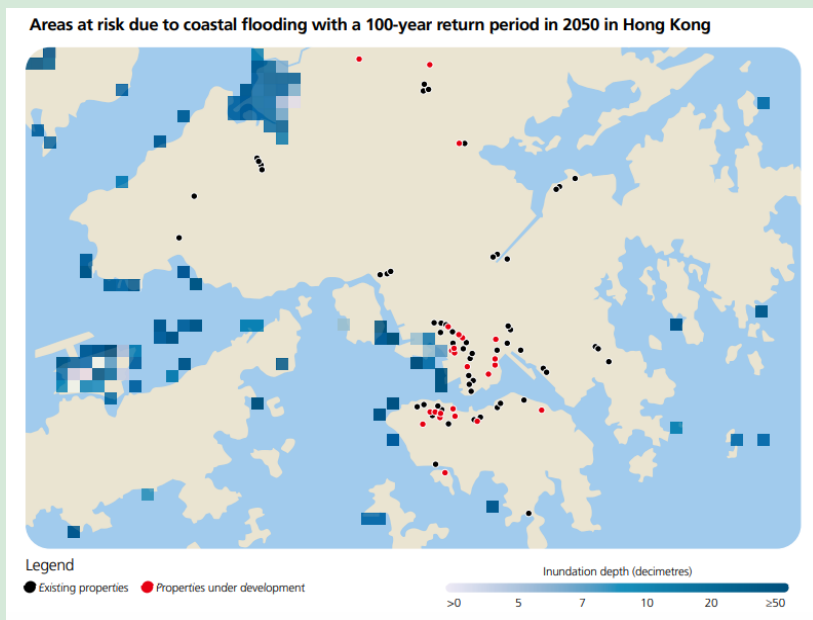 Areas at risk due to coastal flooding with a 100-year return period in 2050 in Hong Kong
Legend
Existing properties Properties under development
Inundation depth (decimetres)
>0 5 7 10 20 ≥50